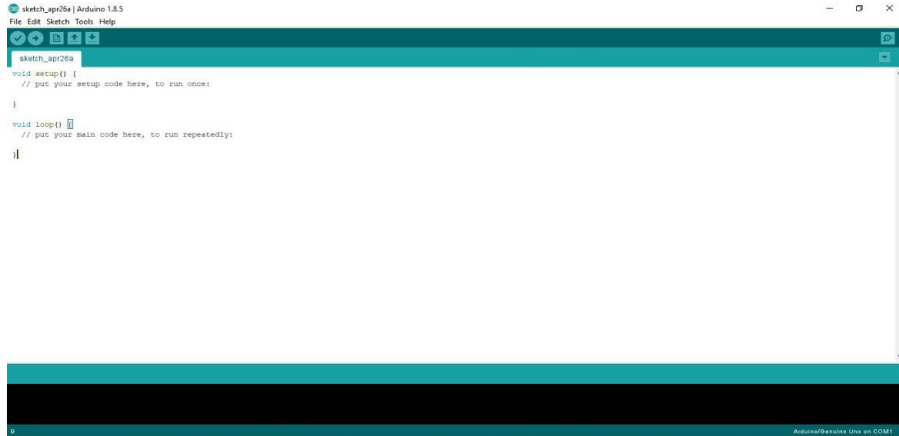 sketch_apr26a | Arduino 1.8.5
File Edit Sketch Tools Help
sketch_apr26a
void setup() {
// put your setup code here, to run once:
}
void loop() {
// put your main code here, to run repeatedly:
}
9
Arduino/Genuino Uno on COM1